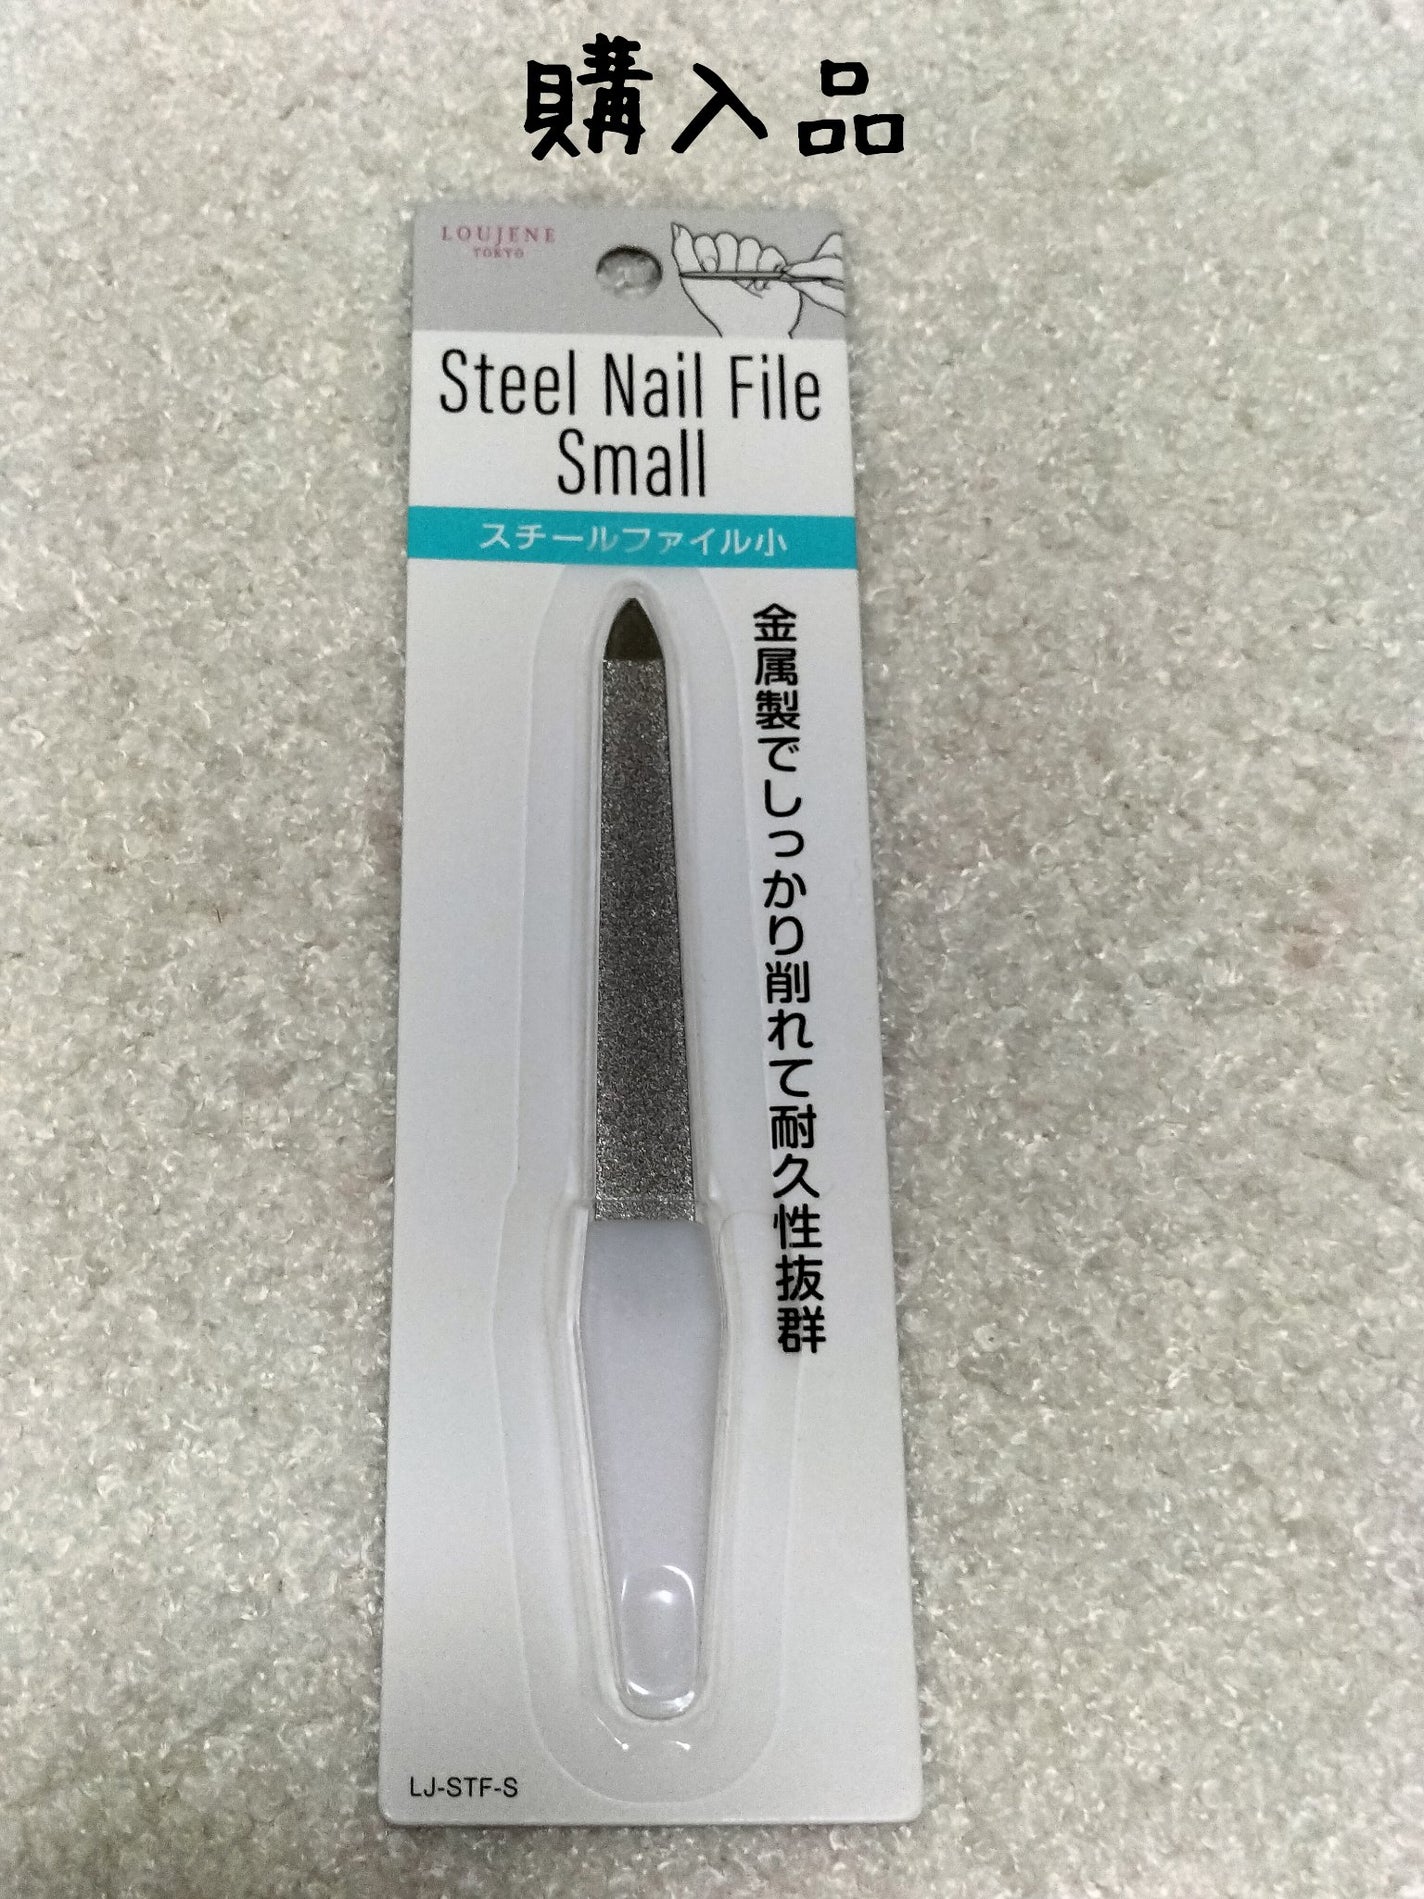 購入品
LOUJENE
TOKYO
Steel Nail File
Small
スチールファイル小
金属製でしっかり削れて耐久性抜群
LJ-STF-S